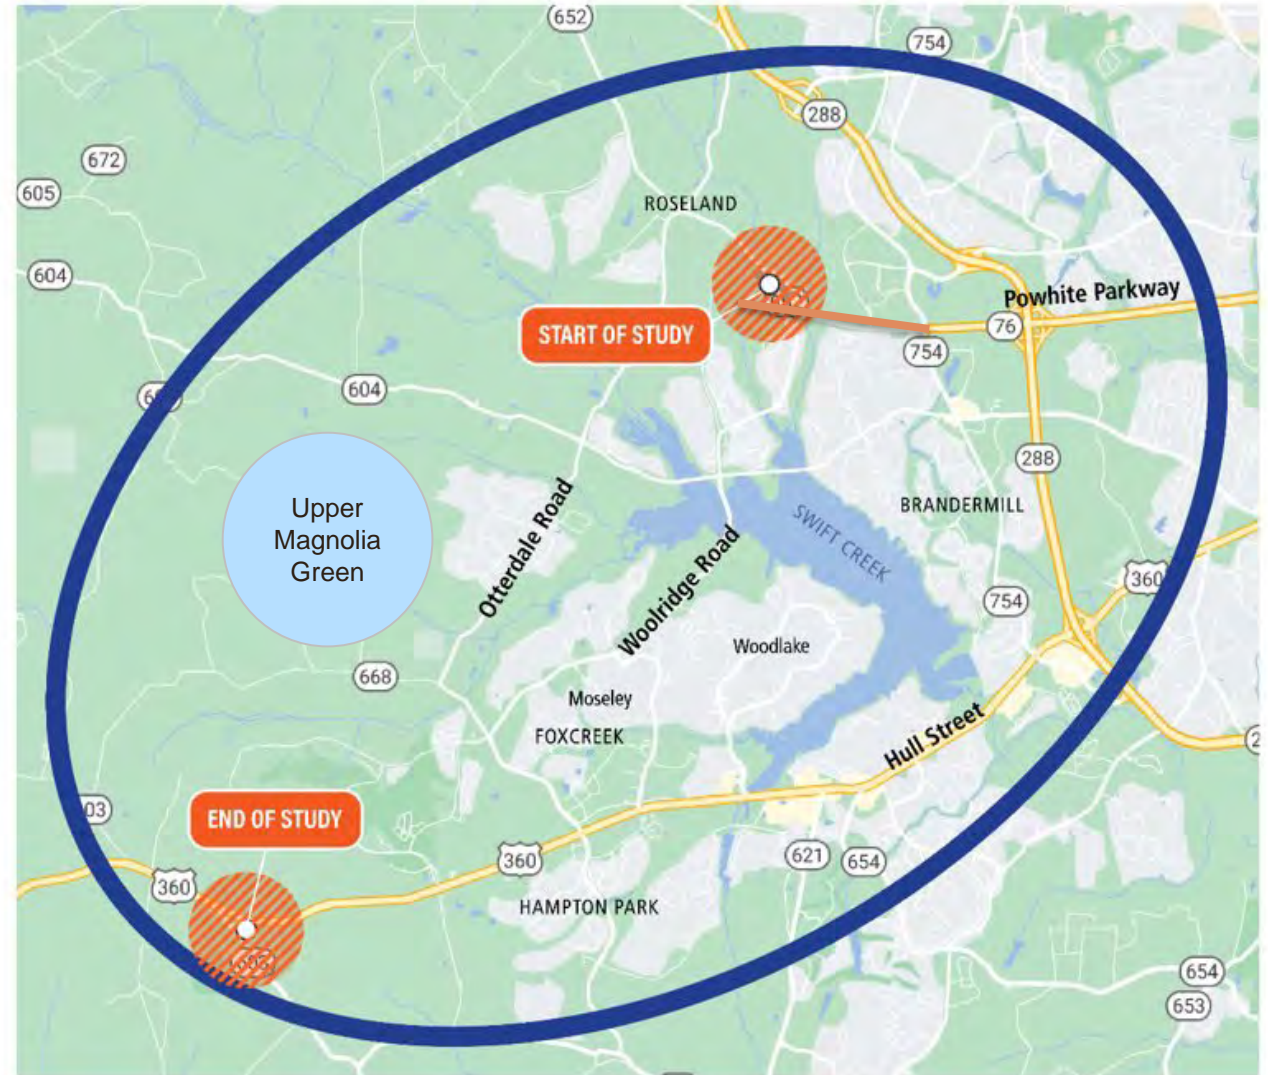 652
754
288
672
605
ROSELAND
604
Powhite Parkway
76
START OF STUDY
754
604
288
Upper
Magnolia
Green
Otterdale Road
BRANDERMILL
SWIFT CREEK
Woolridge Road
360
754
Woodlake
668
Moseley
FOXCREEK
Hull Street
2
03
END OF STUDY
360
360
621
654
HAMPTON PARK
654
653